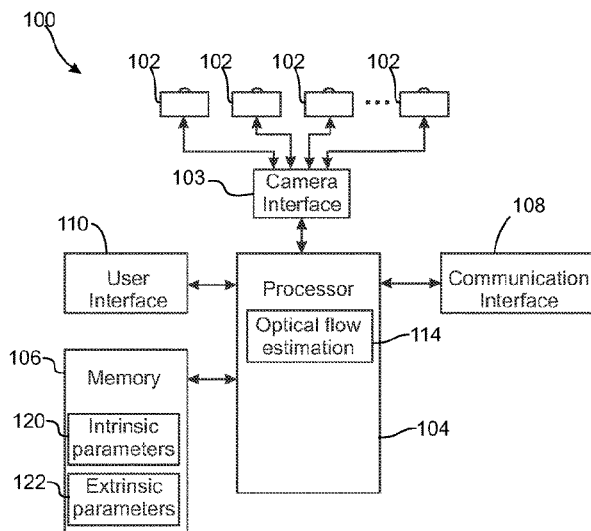 100
102 102 102 102
...
103
Camera
Interface
110
108
User
Interface
Processor
Communication
Interface
Optical flow
estimation
114
106
Memory
120
Intrinsic
parameters
104
122
Extrinsic
parameters